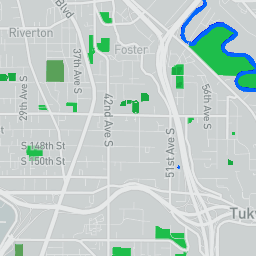 Blvd
Riverton
Foster
37th Ave S
29th Ave S
42nd Ave S
56th Ave S
51st Ave S
S 148th St
S 150th St
Tukw